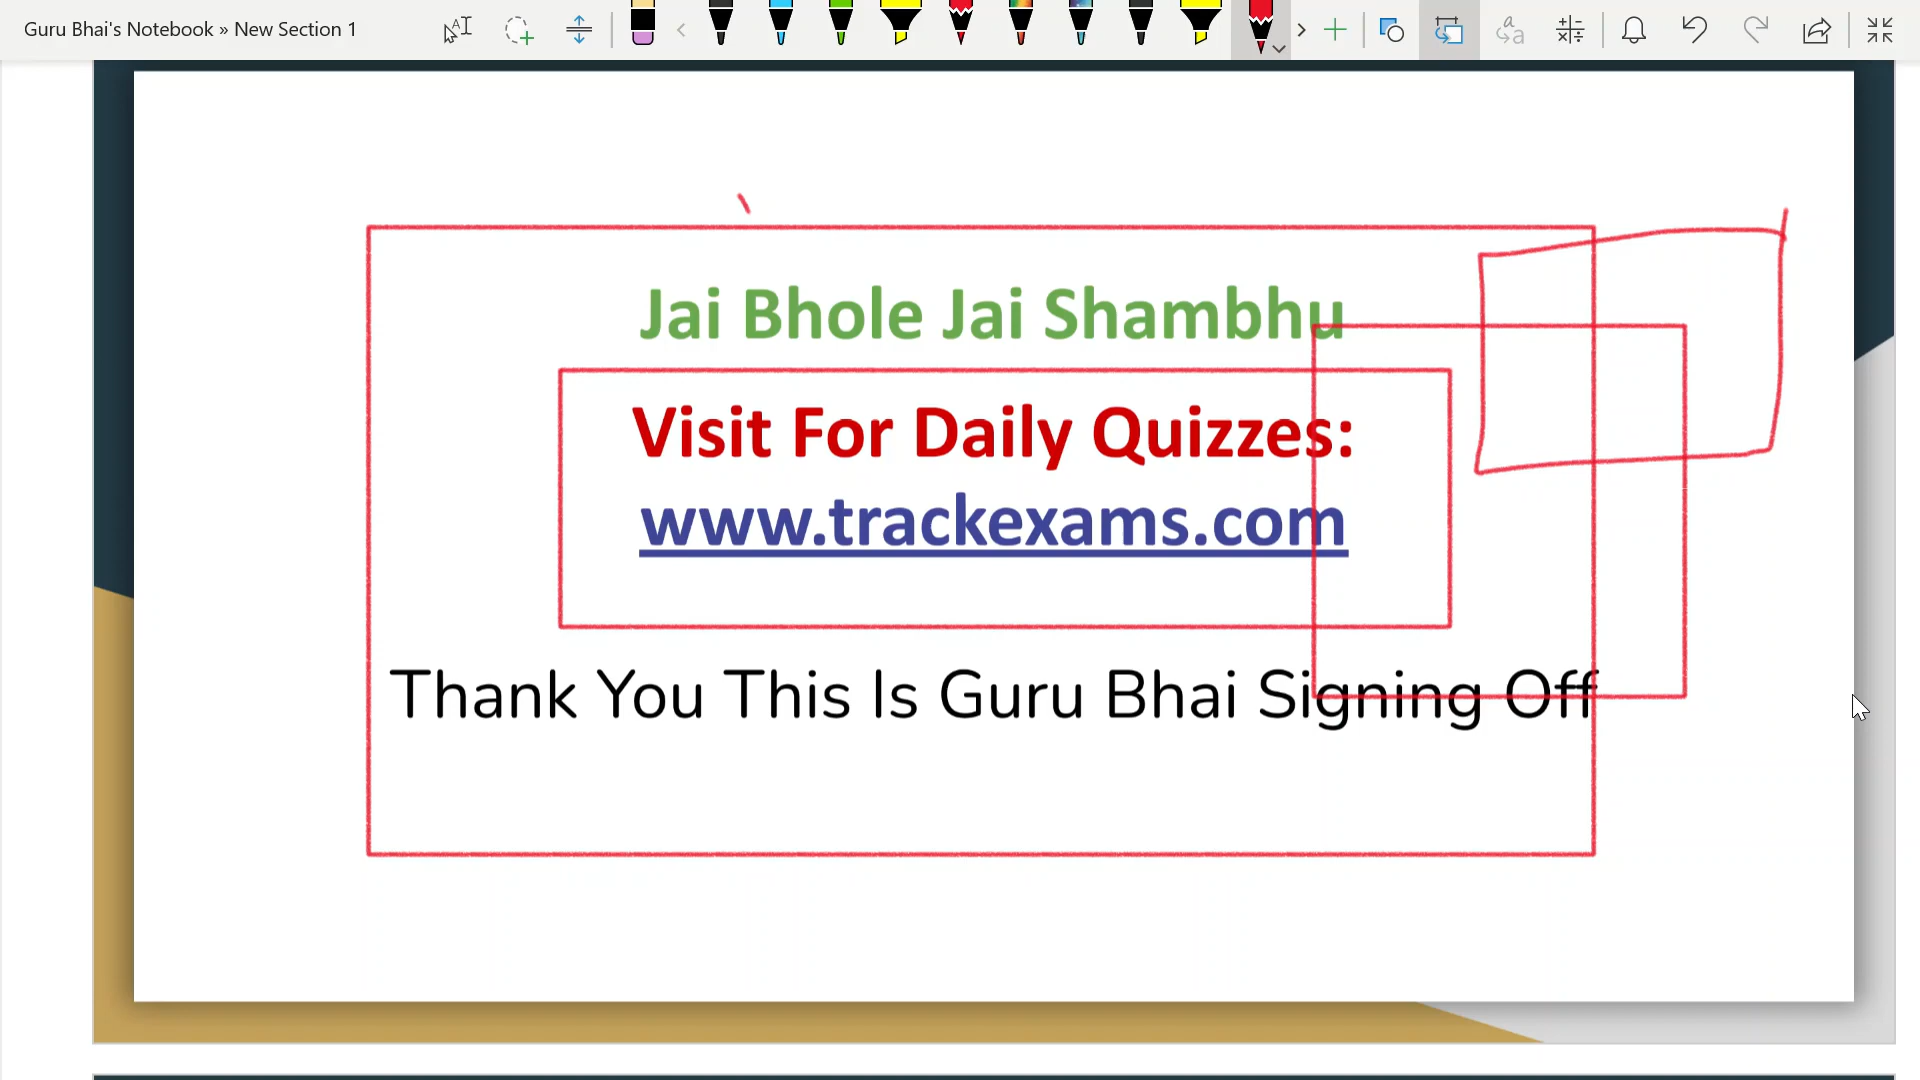 Guru Bhai's Notebook » New Section 1
Jai Bhole Jai Shambhu
Visit For Daily Quizzes:
www.trackexams.com
Thank You This Is Guru Bhai Signing Off